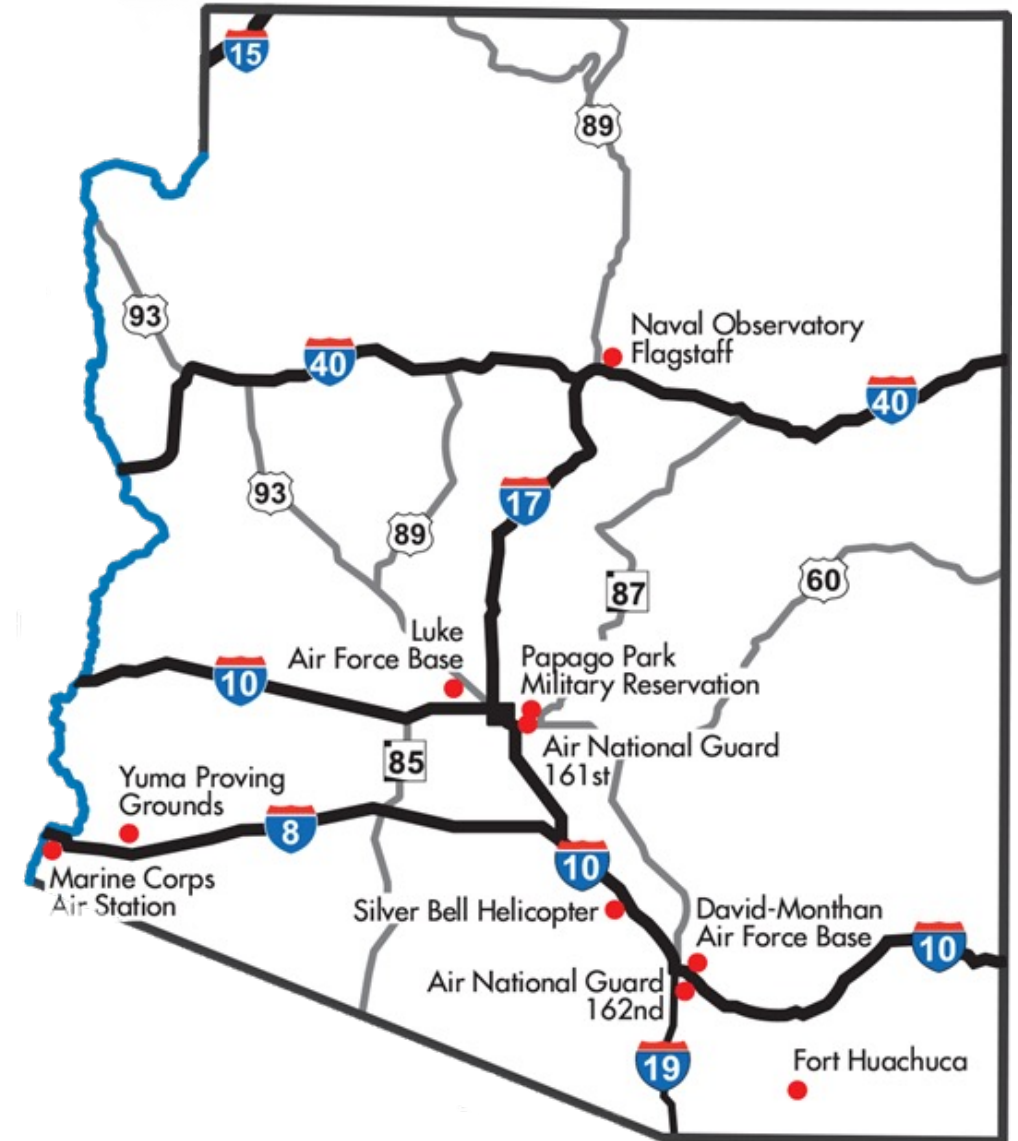 15
89
93
Naval Observatory
Flagstaff
40
40
93
17
89
87
60
Luke
Air Force Base
Papago Park
Military Reservation
10
85
Air National Guard
161st
Yuma Proving
Grounds
8
10
Marine Corps
Air Station
Silver Bell Helicopter
David-Monthan
Air Force Base
10
Air National Guard
162nd
19
Fort Huachuca